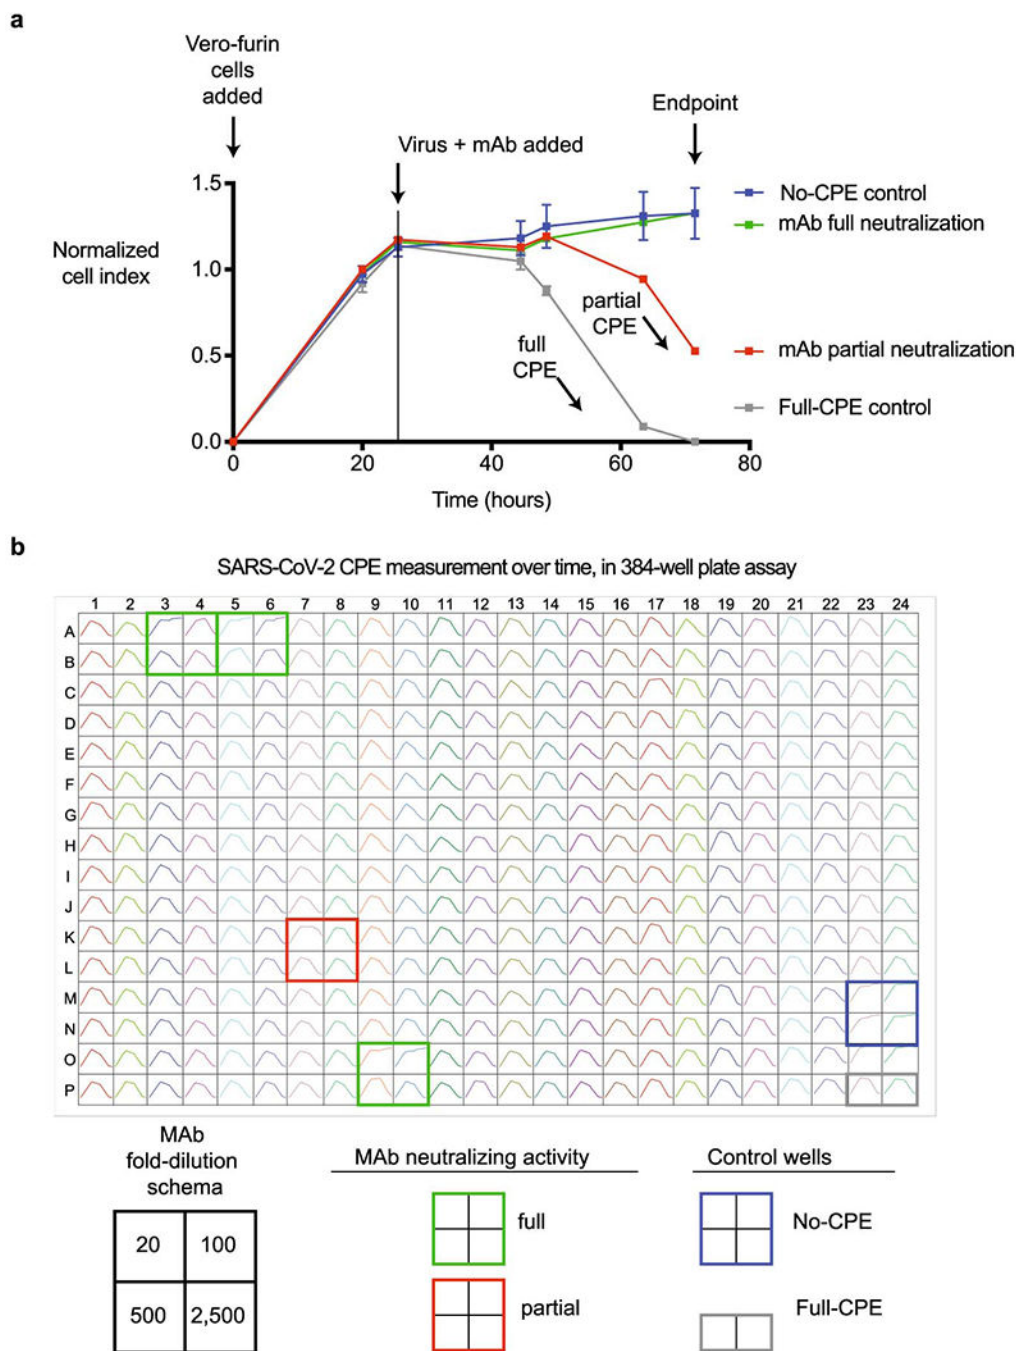 a
Vero-furin
cells
added
Virus + mAb added
Endpoint
1.5
1.0
0.5
0.0
Normalized
cell index
No-CPE control
mAb full neutralization
partial
CPE
full
CPE
mAb partial neutralization
Full-CPE control
0 20 40 60 80
Time (hours)
b
SARS-CoV-2 CPE measurement over time, in 384-well plate assay
1 2 3 4 5 6 7 8 9 10 11 12 13 14 15 16 17 18 19 20 21 22 23 24
A
B
C
D
E
F
G
H
I
J
K
L
M
N
O
P
MAb
fold-dilution
schema
20 100
500 2,500
MAb neutralizing activity
full
partial
Control wells
No-CPE
Full-CPE